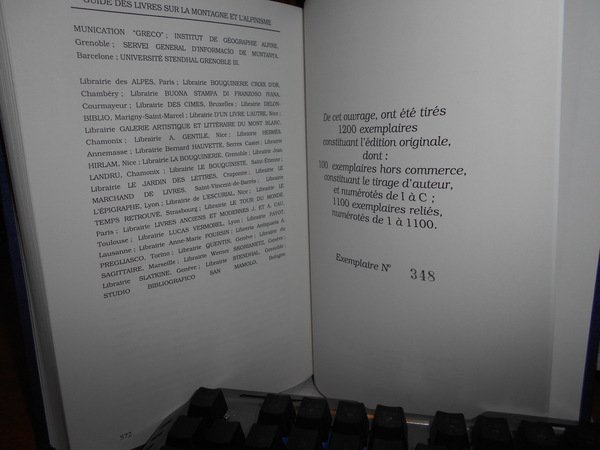 GUIDE DES LIVRES SUR LA MONTAGNE ET L'ALPINISME
MUNICATION "GRECO" ; INSTITUT DE GÉOGRAPHIE ALPINE,
Grenoble ; SERVEI GENERAL D'INFORMACIO DE MUNTANYA,
Barcelone ; UNIVERSITÉ STENDHAL GRENOBLE III.
Librairie des ALPES, Paris ; Librairie BOUQUINERIE CROIX D'OR,
Chambéry ; Librairie BUONA STAMPA DI FRANZOSO IVANA,
Courmayeur ; Librairie DES CIMES, Bruxelles ; Librairie DELON-
BIBLIO, Marigny-Saint-Marcel ; Librairie D'UN LIVRE L'AUTRE, Nice ;
Librairie GALERIE ARTISTIQUE ET LITTÉRAIRE DU MONT BLANC,
Chamonix ; Librairie A. GENTILE, Nice ; Librairie HERMÈS,
Annemasse ; Librairie Bernard HAUVETTE, Serres Castet ; Librairie
HIRLAM, Nice ; Librairie LA BOUQUINERIE, Grenoble ; Librairie Jean
LANDRU, Chamonix ; Librairie LE BOUQUINISTE, Saint-Étienne ;
Librairie LE JARDIN DES LETTRES, Craponne ; Librairie LE
MARCHAND DE LIVRES, Saint-Vincent-de-Barrès ; Librairie
L'ÉPIGRAPHE, Lyon ; Librairie de L'ESCURIAL, Nice ; Librairie LE
TEMPS RETROUVÉ, Strasbourg ; Librairie LE TOUR DU MONDE,
Paris ; Librairie LIVRES ANCIENS ET MODERNES J. ET A. CAU,
Toulouse ; Librairie LUCAS VERMOREL, Lyon ; Librairie PAYOT,
Lausanne ; Librairie Anne-Marie POURSIN ; Libreria Antiquaria
PREGLIASCO, Torino ; Librairie QUENTIN, Genève ; Librairie du
SAGITTAIRE, Marseille ; Librairie Werner SKORIANETZ, Genève ;
Librairie SLATKINE, Genève ; Librairie STENDHAL, Grenoble ;
STUDIO BIBLIOGRAFICO SAN MAMOLO, Bologne.
572
De cet ouvrage, ont été tirés
1200 exemplaires
constituant l'édition originale,
dont :
100 exemplaires hors commerce,
constituant le tirage d'auteur,
et numérotés de I à C ;
1100 exemplaires reliés,
numérotés de 1 à 1100.
Exemplaire N° 348